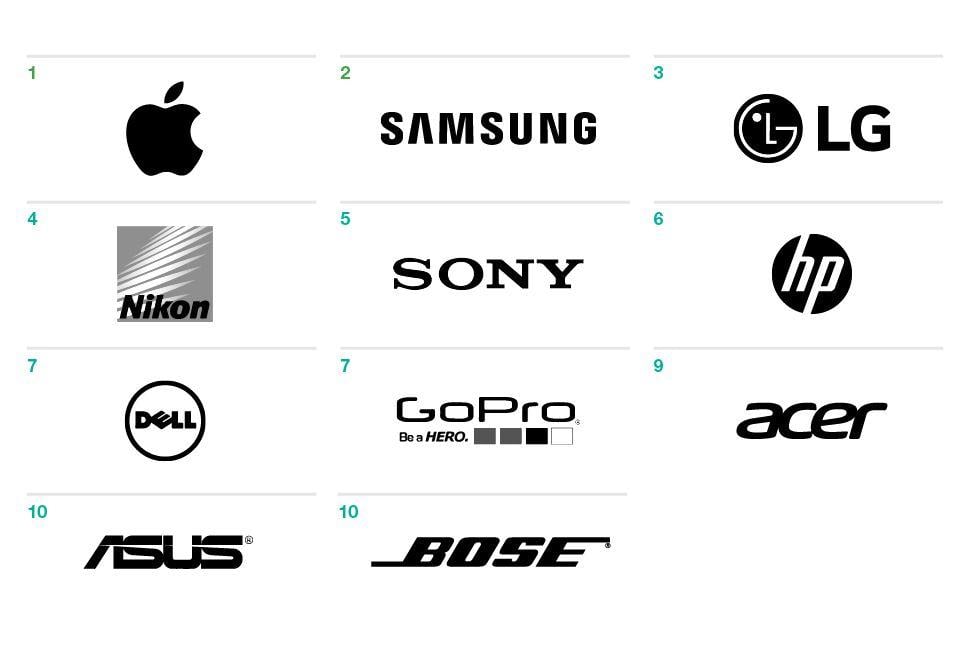 1
2
3
SAMSUNG
LG LG
4
5
6
Nikon
SONY
hp
7
7
9
DELL
GoPro®
Be a HERO.
acer
10
10
ASUS®
BOSE®